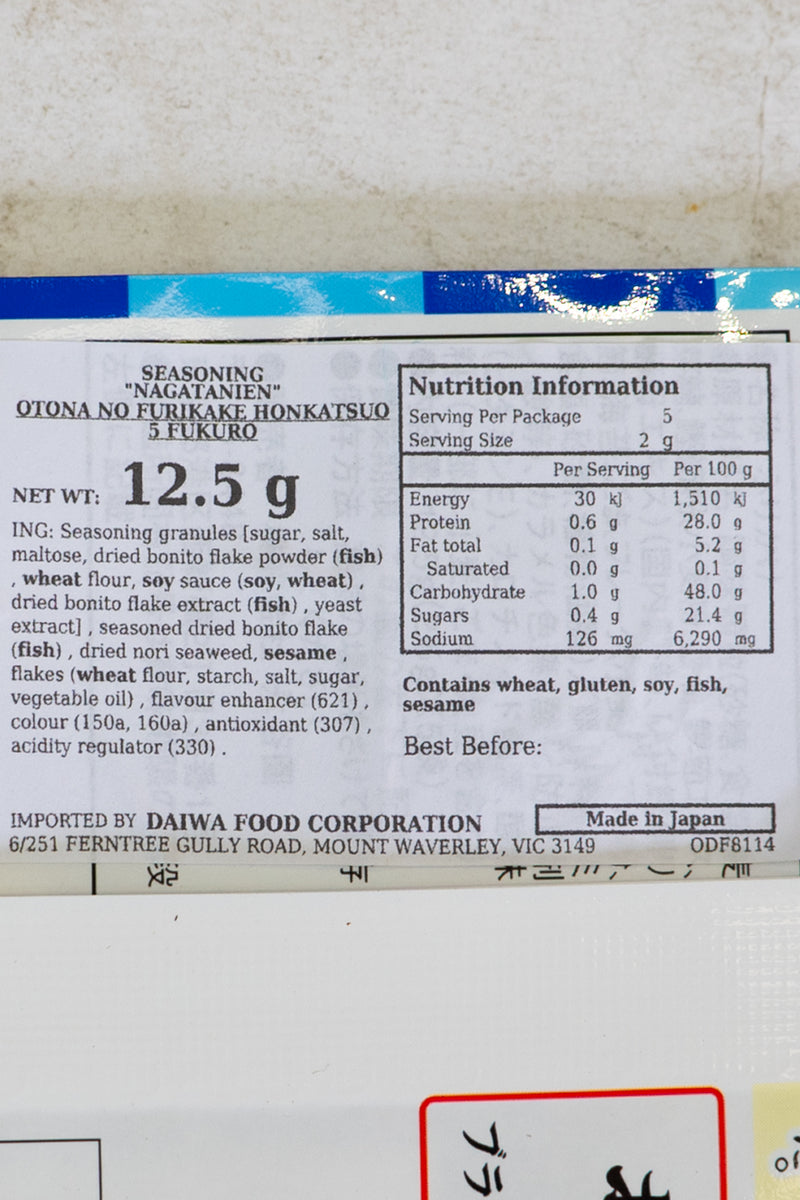 SEASONING
"NAGATANIEN"
OTONA NO FURIKAKE HONKATSUO
5 FUKURO
NET WT: 12.5 g
ING: Seasoning granules [sugar, salt,
maltose, dried bonito flake powder (fish)
, wheat flour, soy sauce (soy, wheat) ,
dried bonito flake extract (fish) , yeast
extract] , seasoned dried bonito flake
(fish) , dried nori seaweed, sesame ,
flakes (wheat flour, starch, salt, sugar,
vegetable oil) , flavour enhancer (621) ,
colour (150a, 160a) , antioxidant (307) ,
acidity regulator (330) .
Nutrition Information
Serving Per Package 5
Serving Size 2 g
Per Serving Per 100 g
Energy 30 kj 1,510 kj
Protein 0.6 g 28.0 g
Fat total 0.1 g 5.2 g
Saturated 0.0 g 0.1 g
Carbohydrate 1.0 g 48.0 g
Sugars 0.4 g 21.4 g
Sodium 126 mg 6,290 mg
Contains wheat, gluten, soy, fish,
sesame
Best Before:
IMPORTED BY DAIWA FOOD CORPORATION
Made in Japan
6/251 FERNTREE GULLY ROAD, MOUNT WAVERLEY, VIC 3149 ODF8114